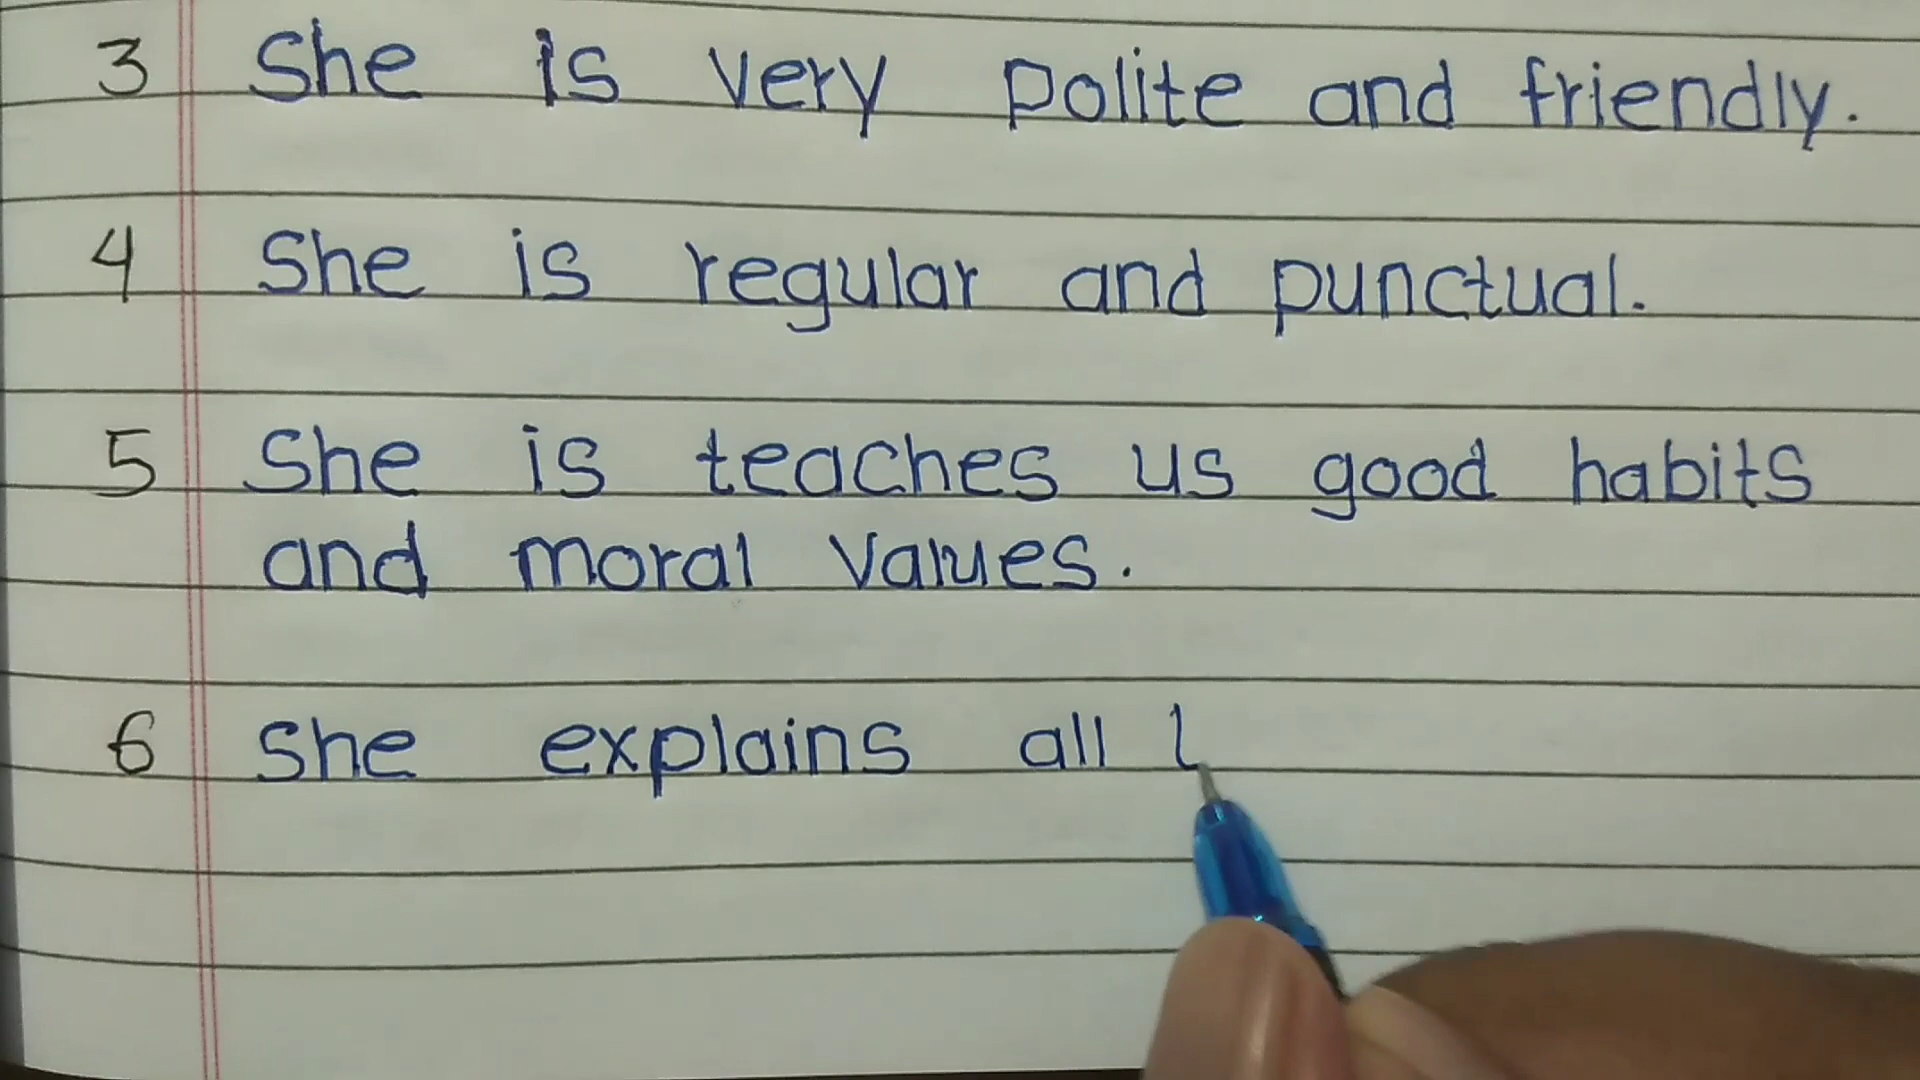 3 She is very polite and friendly.
4 She is regular and punctual.
5 She is teaches us good habits
and moral values.
6 She explains all l